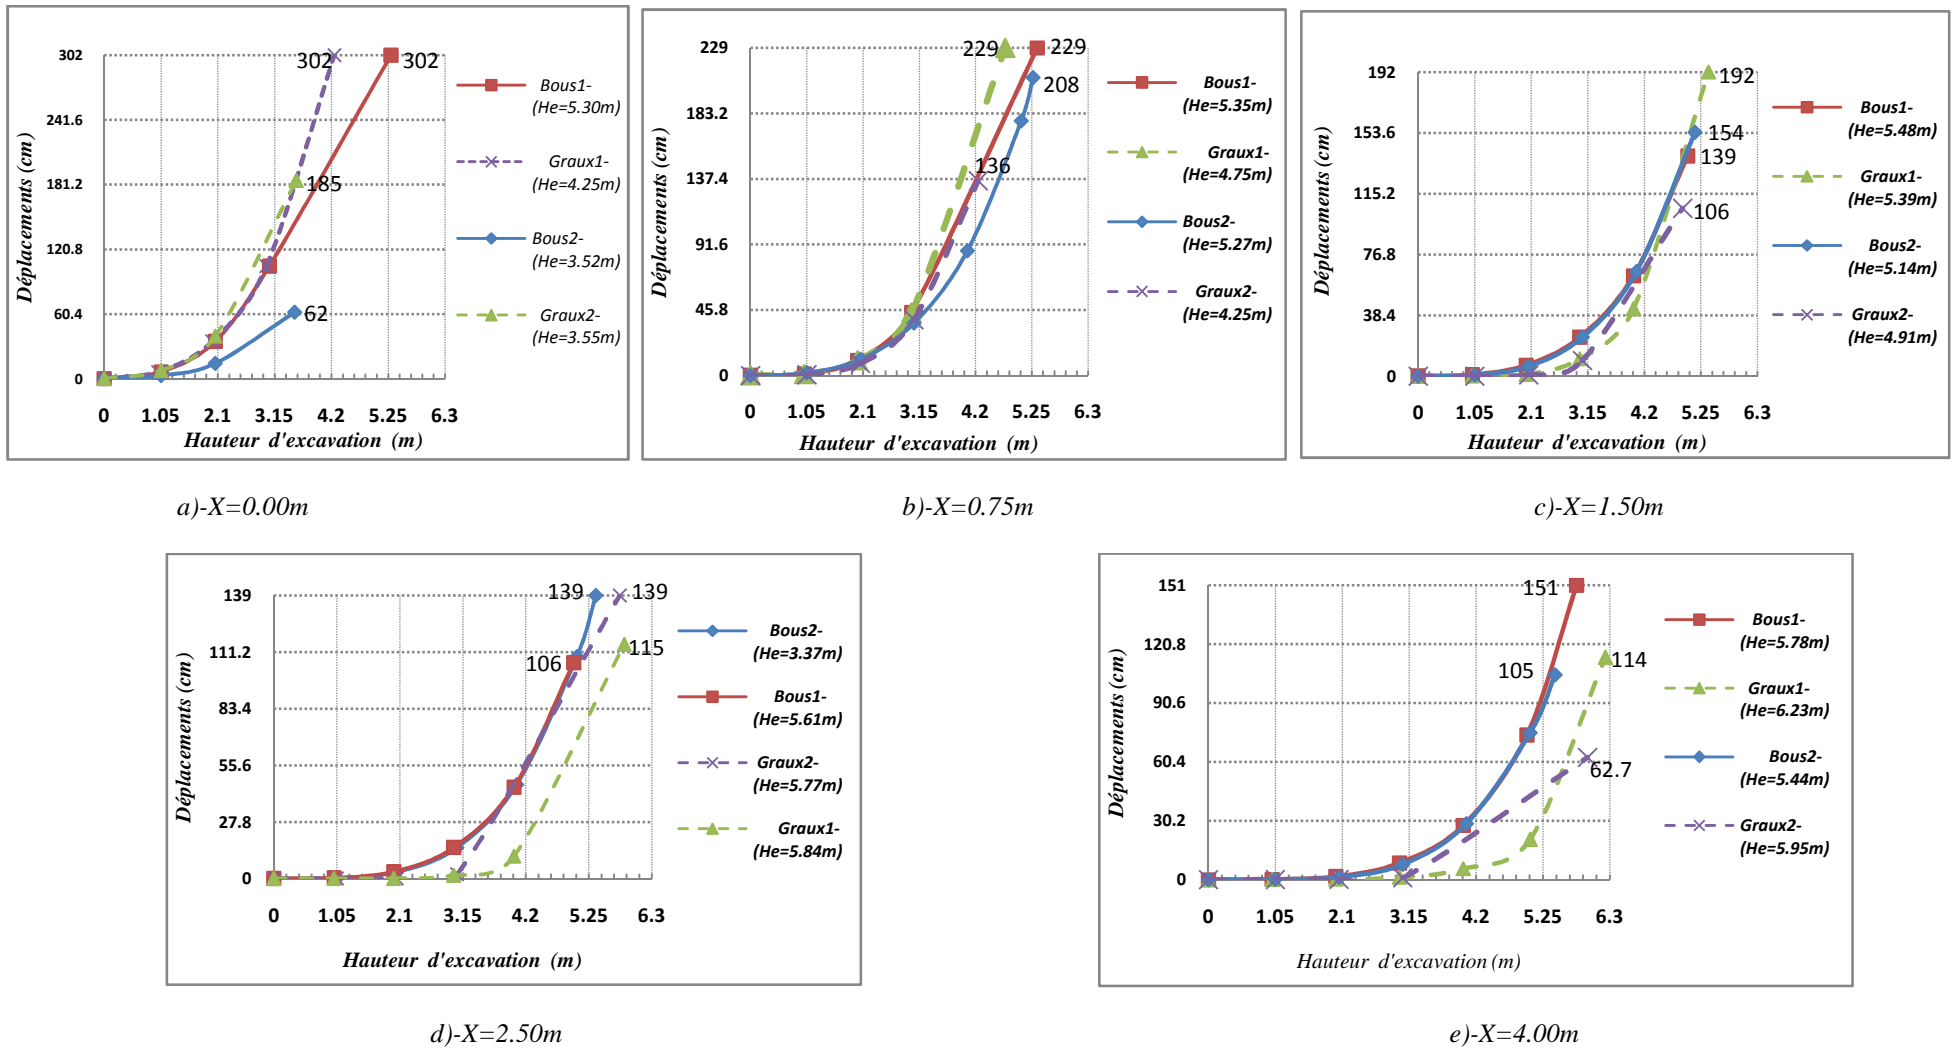 302
241.6
181.2
120.8
60.4
0
302
302
185
62
0 1.05 2.1 3.15 4.2 5.25 6.3
Déplacements (cm)
Hauteur d'excavation (m)
Bous1-
(He=5.30m)
Graux1-
(He=4.25m)
Bous2-
(He=3.52m)
Graux2-
(He=3.55m)
a)-X=0.00m
229
183.2
137.4
91.6
45.8
0
229
229
208
136
0 1.05 2.1 3.15 4.2 5.25 6.3
Déplacements (cm)
Hauteur d'excavation (m)
Bous1-
(He=5.35m)
Graux1-
(He=4.75m)
Bous2-
(He=5.27m)
Graux2-
(He=4.25m)
b)-X=0.75m
192
153.6
115.2
76.8
38.4
0
192
154
139
106
0 1.05 2.1 3.15 4.2 5.25 6.3
Déplacements (cm)
Hauteur d'excavation (m)
Bous1-
(He=5.48m)
Graux1-
(He=5.39m)
Bous2-
(He=5.14m)
Graux2-
(He=4.91m)
c)-X=1.50m
139
111.2
83.4
55.6
27.8
0
139
139
115
106
0 1.05 2.1 3.15 4.2 5.25 6.3
Déplacements (cm)
Hauteur d'excavation (m)
Bous2-
(He=3.37m)
Bous1-
(He=5.61m)
Graux2-
(He=5.77m)
Graux1-
(He=5.84m)
d)-X=2.50m
151
120.8
90.6
60.4
30.2
0
151
105
114
62.7
0 1.05 2.1 3.15 4.2 5.25 6.3
Déplacements (cm)
Hauteur d'excavation (m)
Bous1-
(He=5.78m)
Graux1-
(He=6.23m)
Bous2-
(He=5.44m)
Graux2-
(He=5.95m)
e)-X=4.00m